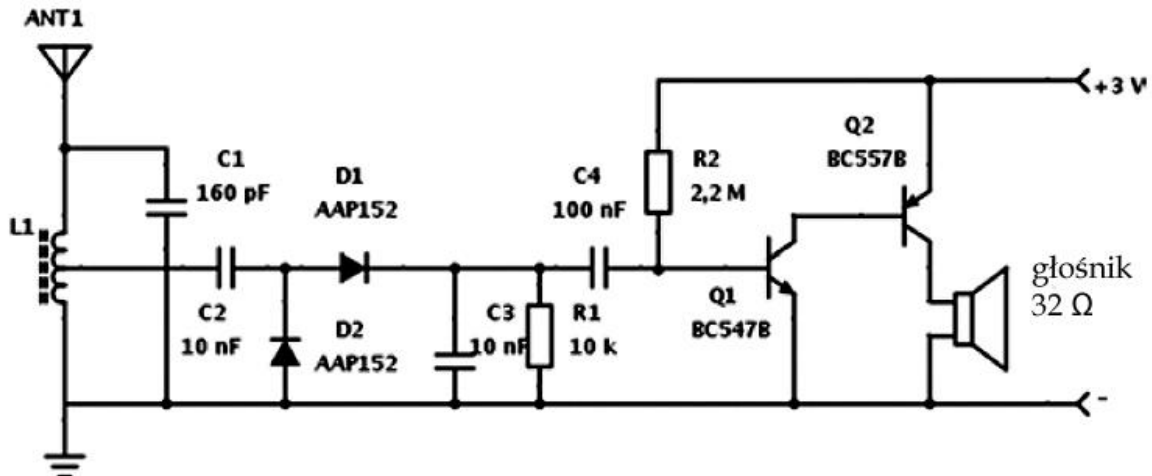 ANT1
L1
C1
160 pF
C2
10 nF
D1
AAP152
D2
AAP152
C3
10 nF
R1
10 k
C4
100 nF
R2
2,2 M
Q1
BC547B
Q2
BC557B
+3 V
głośnik
32 Ω
-